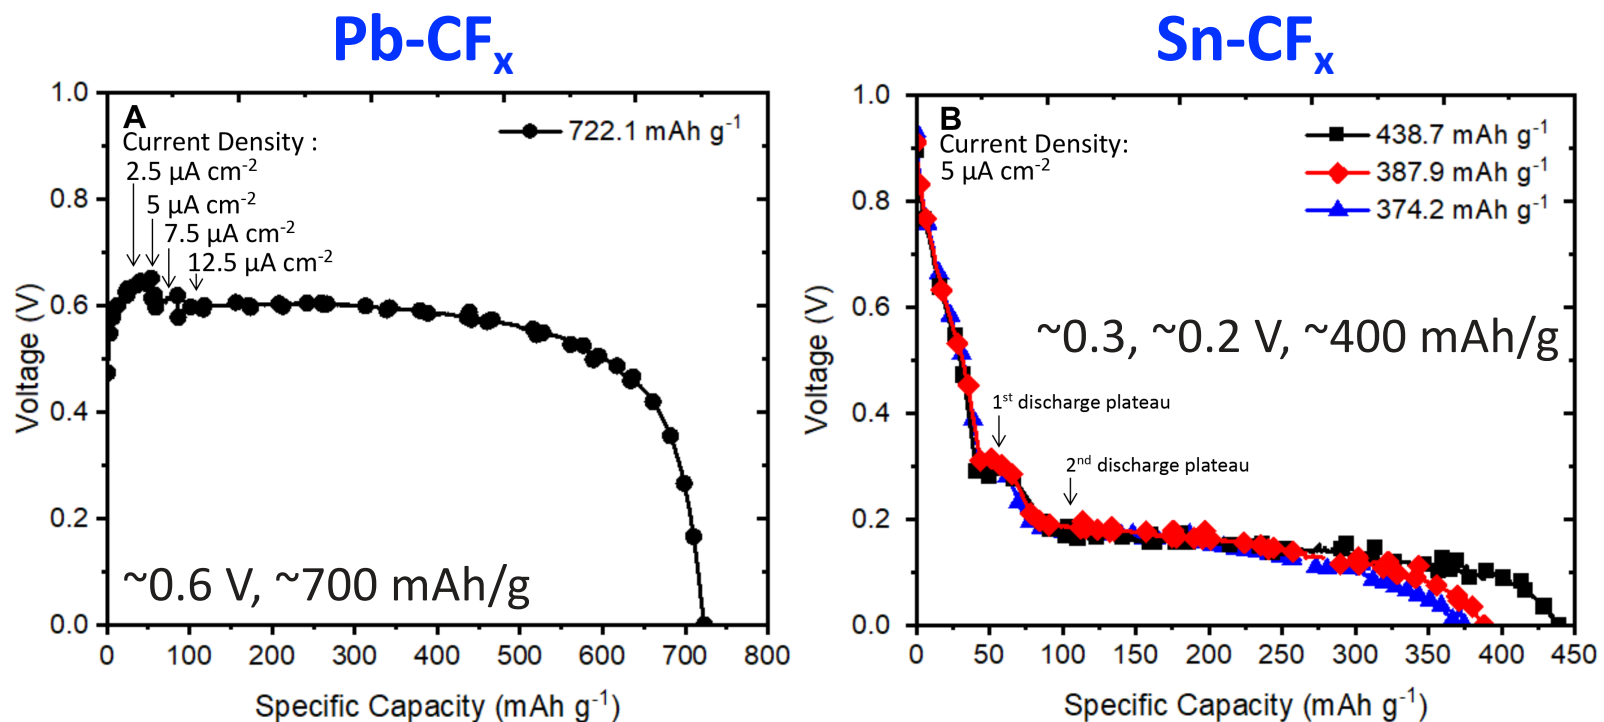 Pb-CFx
Sn-CFx
A
Current Density :
2.5 µA cm-2
5 µA cm-2
7.5 µA cm-2
12.5 µA cm-2
722.1 mAh g-1
~0.6 V, ~700 mAh/g
1.0
0.8
0.6
0.4
0.2
0.0
Voltage (V)
0 100 200 300 400 500 600 700 800
Specific Capacity (mAh g-1)
B
Current Density:
5 µA cm-2
438.7 mAh g-1
387.9 mAh g-1
374.2 mAh g-1
~0.3, ~0.2 V, ~400 mAh/g
1st discharge plateau
2nd discharge plateau
1.0
0.8
0.6
0.4
0.2
0.0
Voltage (V)
0 50 100 150 200 250 300 350 400 450
Specific Capacity (mAh g-1)